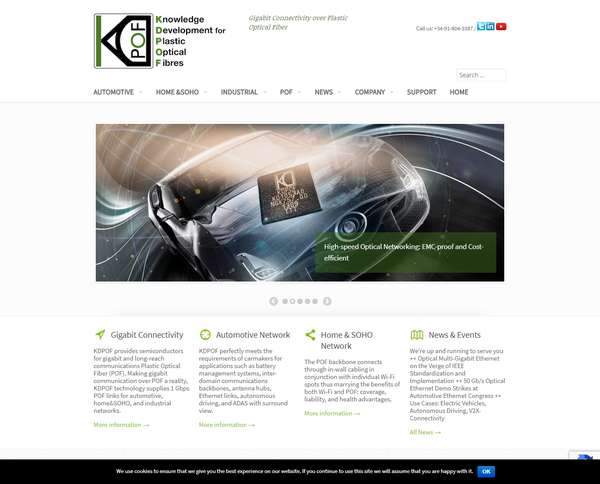 KD
POF
Knowledge
Development for
Plastic
Optical
Fibres
Gigabit Connectivity over Plastic
Optical Fiber
Call us: +34-91-804-3387 /
Search ...
AUTOMOTIVE
HOME &SOHO
INDUSTRIAL
POF
NEWS
COMPANY
SUPPORT
HOME
KD
High-speed Optical Networking: EMC-proof and Cost-
efficient
Gigabit Connectivity
KDPOF provides semiconductors
for gigabit and long-reach
communications Plastic Optical
Fiber (POF). Making gigabit
communication over POF a reality,
KDPOF technology supplies 1 Gbps
POF links for automotive,
home&SOHO, and industrial
networks.
More information
Automotive Network
KDPOF perfectly meets the
requirements of carmakers for
applications such as battery
management systems, inter-
domain communications
backbones, antenna hubs,
Ethernet links, autonomous
driving, and ADAS with surround
view.
More information
Home & SOHO
Network
The POF backbone connects
through in-wall cabling in
conjunction with individual Wi-Fi
spots thus marrying the benefits of
both Wi-Fi and POF: coverage,
liability, and health advantages.
More information
News & Events
We're up and running to serve you
++ Optical Multi-Gigabit Ethernet
on the Verge of IEEE
Standardization and
Implementation ++ 50 Gb/s Optical
Ethernet Demo Strikes at
Automotive Ethernet Congress ++
Use Cases: Electric Vehicles,
Autonomous Driving, V2X-
Connectivity
All News
We use cookies to ensure that we give you the best experience on our website. If you continue to use this site we will assume that you are happy with it.
OK